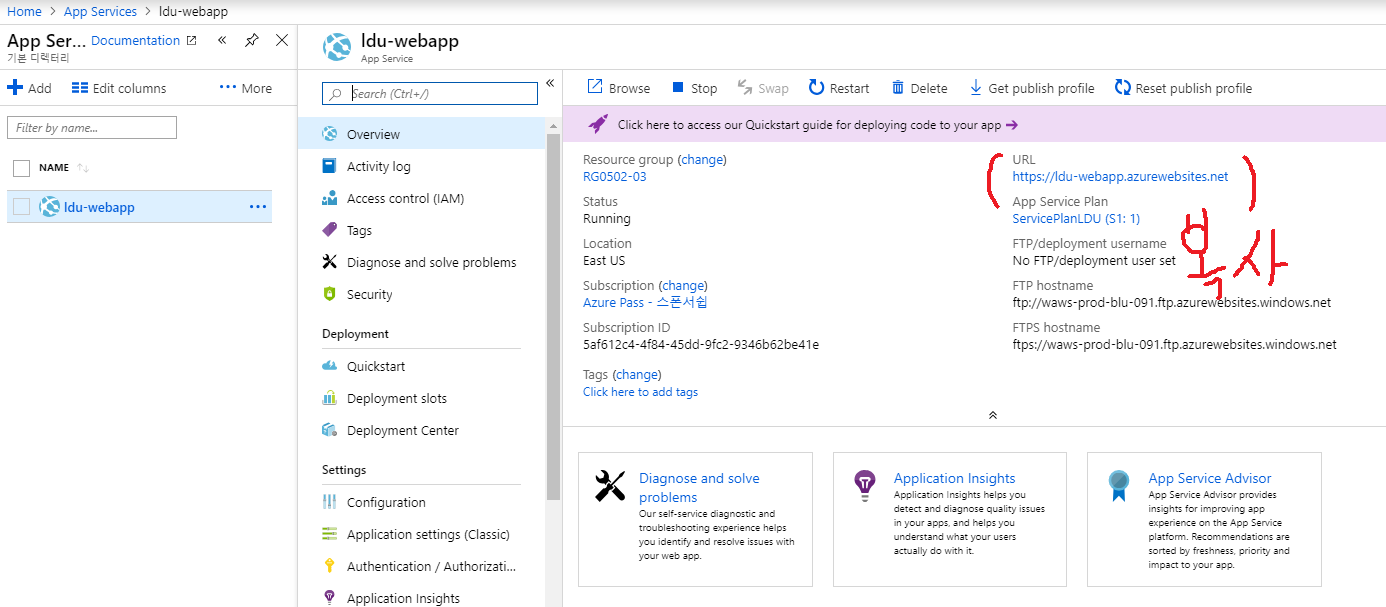 Home > App Services > ldu-webapp
App Ser... Documentation
기본 디렉터리
Add Edit columns ... More
Filter by name...
NAME
ldu-webapp ...
ldu-webapp
App Service
Search (Ctrl+/)
Overview
Activity log
Access control (IAM)
Tags
Diagnose and solve problems
Security
Deployment
Quickstart
Deployment slots
Deployment Center
Settings
Configuration
Application settings (Classic)
Authentication / Authorizati...
Application Insights
Browse Stop Swap Restart Delete Get publish profile Reset publish profile
Click here to access our Quickstart guide for deploying code to your app →
Resource group (change)
RG0502-03
Status
Running
Location
East US
Subscription (change)
Azure Pass - 스폰서쉽
Subscription ID
5af612c4-4f84-45dd-9fc2-9346b62be41e
Tags (change)
Click here to add tags
URL
https://ldu-webapp.azurewebsites.net
App Service Plan
ServicePlanLDU (S1: 1)
FTP/deployment username
No FTP/deployment user set
FTP hostname
ftp://waws-prod-blu-091.ftp.azurewebsites.windows.net
FTPS hostname
ftps://waws-prod-blu-091.ftp.azurewebsites.windows.net
복사
Diagnose and solve
problems
Our self-service diagnostic and
troubleshooting experience helps
you identify and resolve issues with
your web app.
Application Insights
Application Insights helps you
detect and diagnose quality issues
in your apps, and helps you
understand what your users
actually do with it.
App Service Advisor
App Service Advisor provides
insights for improving app
experience on the App Service
platform. Recommendations are
sorted by freshness, priority and
impact to your app.